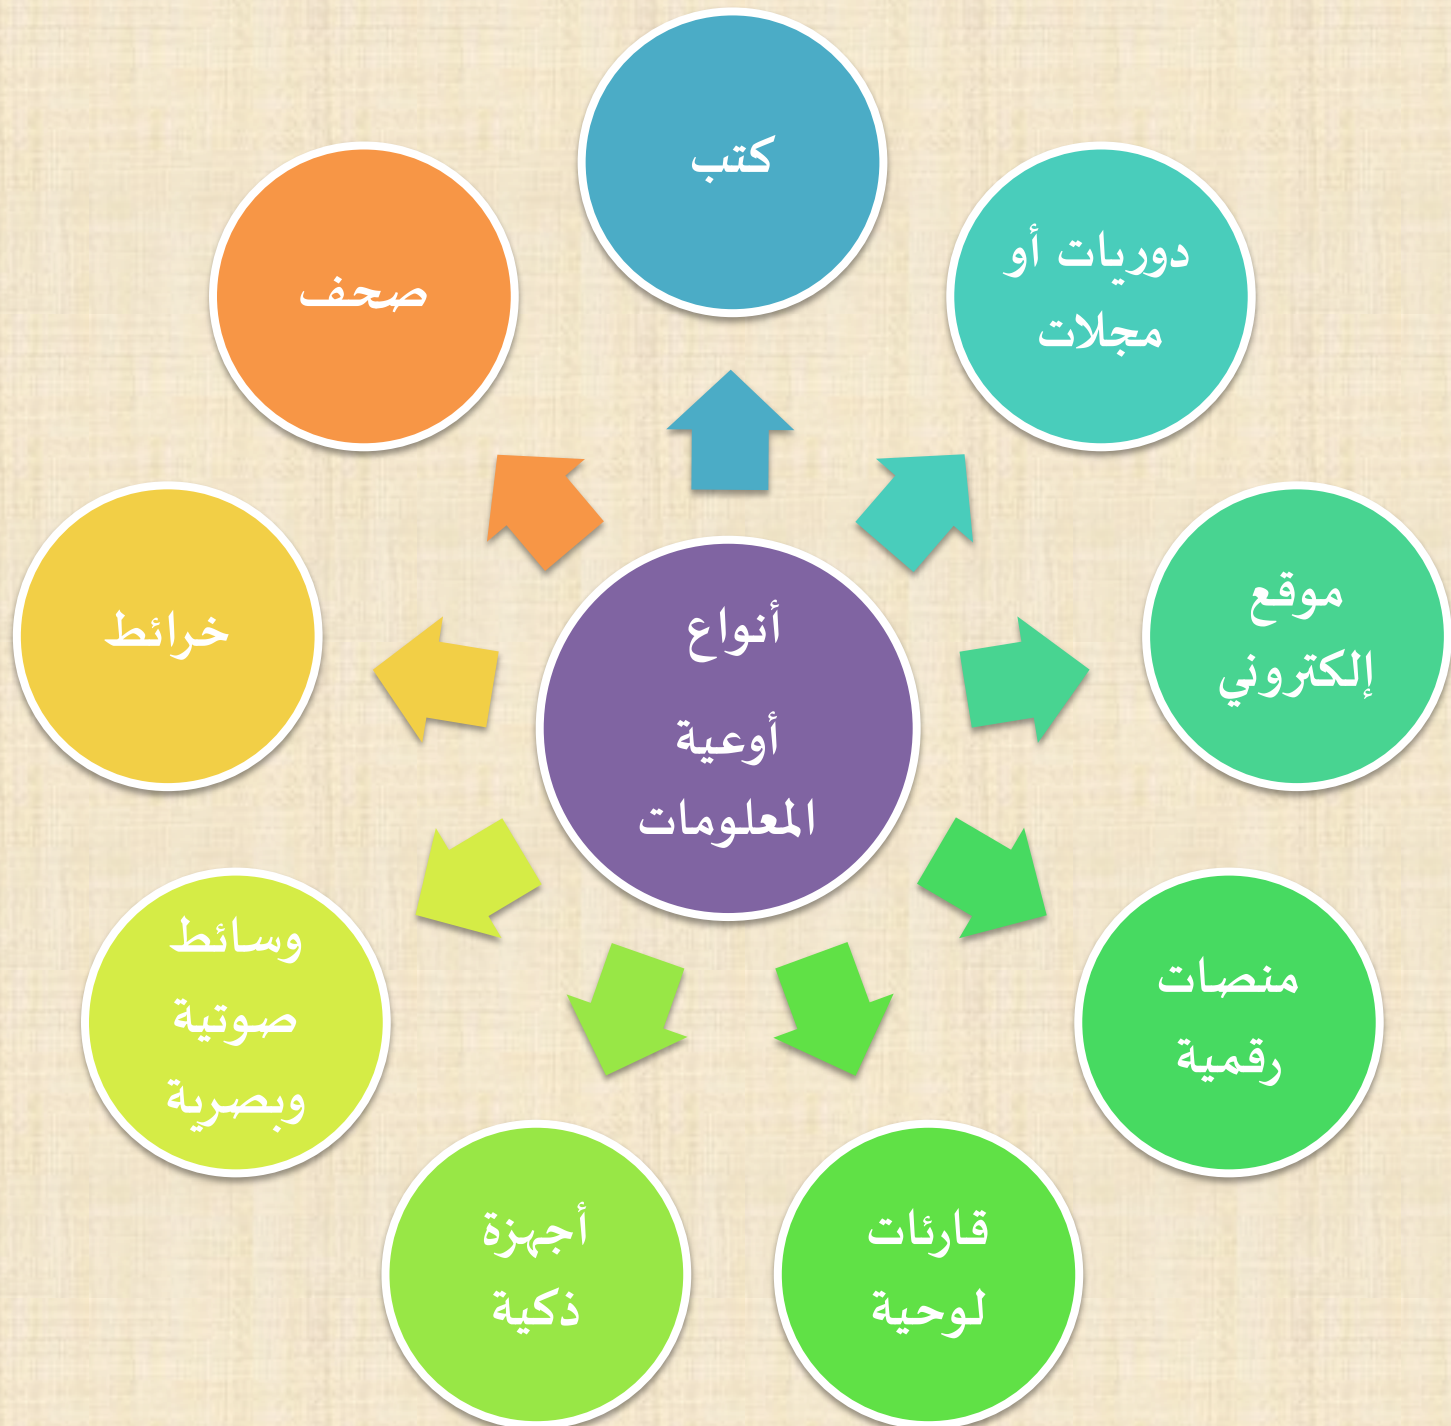 أنواع
أوعية
المعلومات
كتب
دوريات أو
مجلات
موقع
إلكتروني
منصات
رقمية
قارئات
لوحية
أجهزة
ذكية
وسائط
صوتية
وبصرية
خرائط
صحف